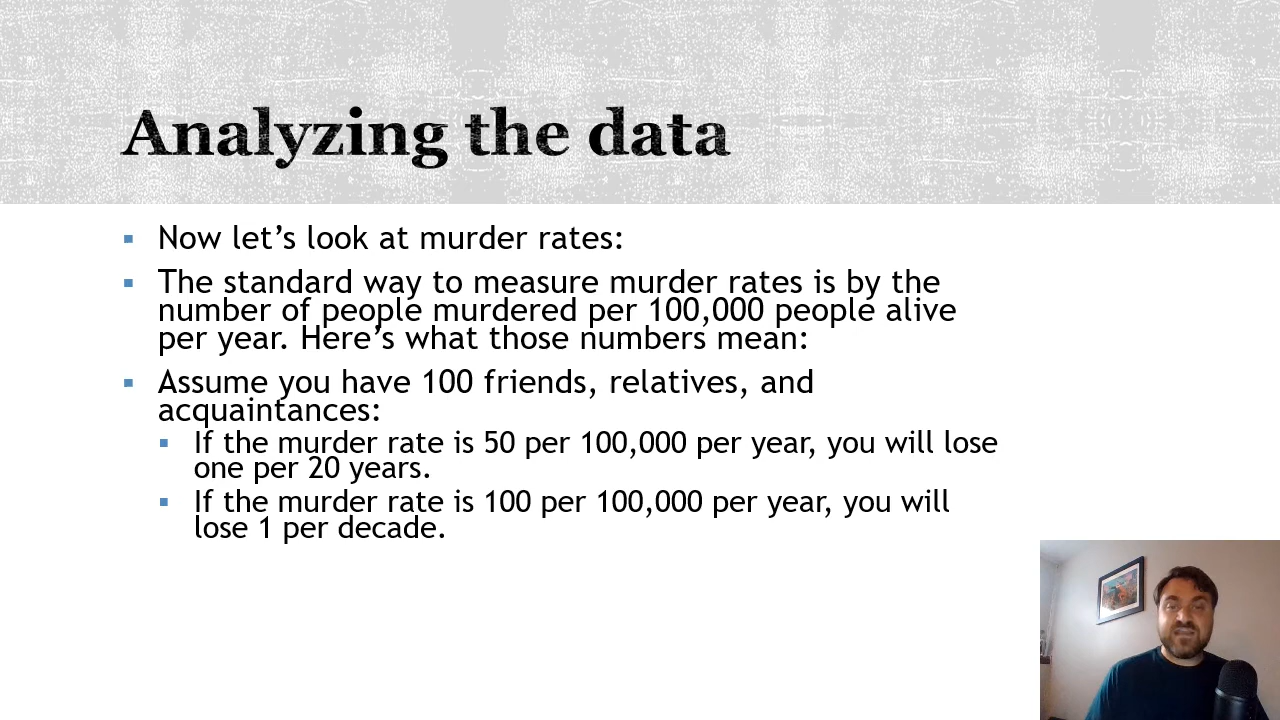 Analyzing the data
▪ Now let’s look at murder rates:
▪ The standard way to measure murder rates is by the
number of people murdered per 100,000 people alive
per year. Here’s what those numbers mean:
▪ Assume you have 100 friends, relatives, and
acquaintances:
▪ If the murder rate is 50 per 100,000 per year, you will lose
one per 20 years.
▪ If the murder rate is 100 per 100,000 per year, you will
lose 1 per decade.